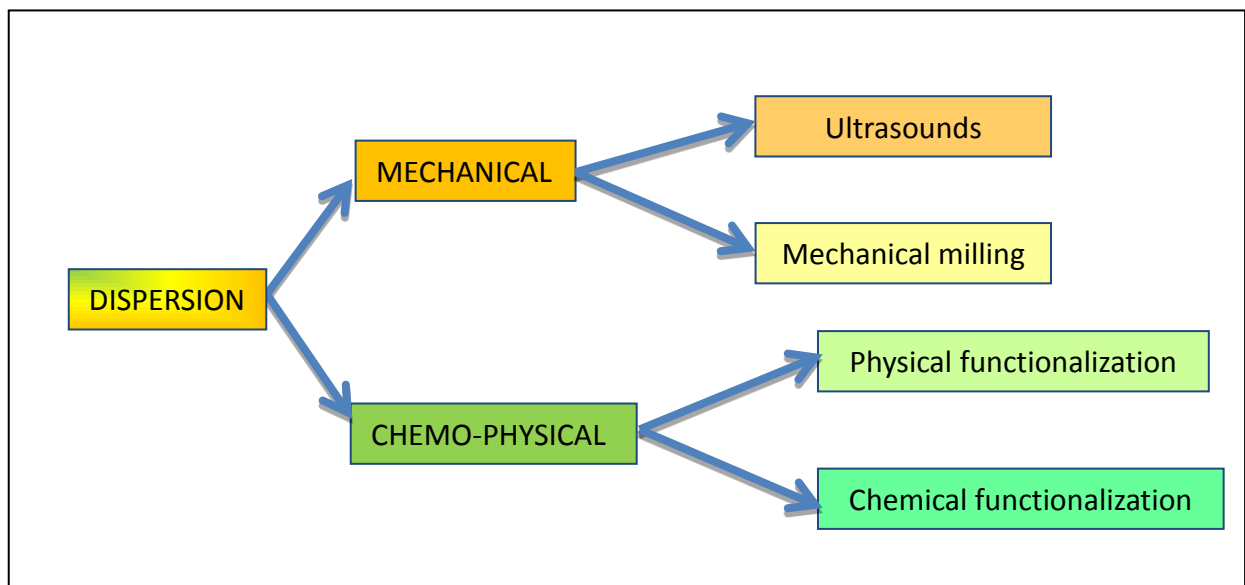 DISPERSION
MECHANICAL
Ultrasounds
Mechanical milling
CHEMO-PHYSICAL
Physical functionalization
Chemical functionalization